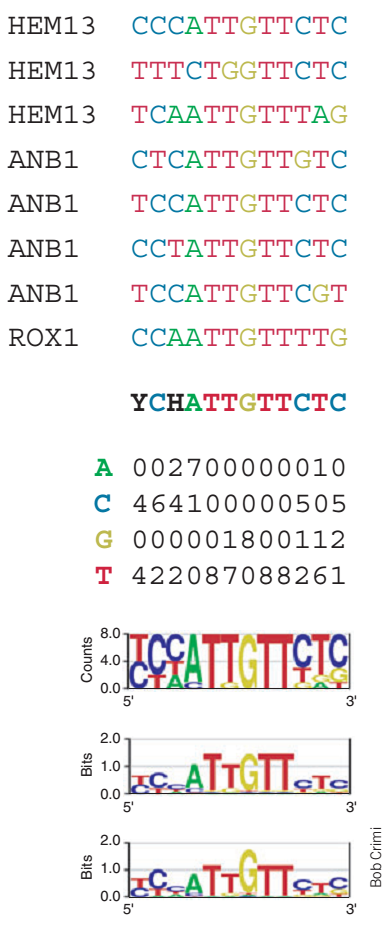 HEM13 CCCATTGTTCTC
HEM13 TTTCTGGTTCTC
HEM13 TCAATTGTTTAG
ANB1 CTCATTGTTGTC
ANB1 TCCATTGTTCTC
ANB1 CCTATTGTTCTC
ANB1 TCCATTGTTCGT
ROX1 CCAATTGTTTTG
YCHATTGTTCTC
A 002700000010
C 464100000505
G 000001800112
T 422087088261
Counts
8.0
4.0
0.0
5' 3'
Bits
2.0
1.0
0.0
5' 3'
Bits
2.0
1.0
0.0
5' 3'
Bob Crimi